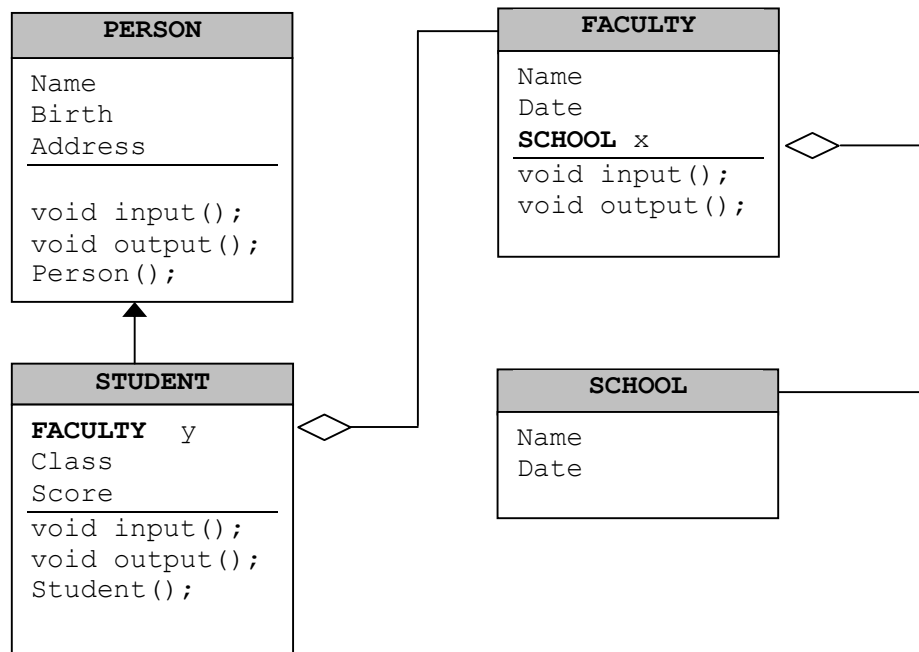 PERSON
Name
Birth
Address
void input();
void output();
Person();
FACULTY
Name
Date
SCHOOL x
void input();
void output();
STUDENT
FACULTY y
Class
Score
void input();
void output();
Student();
SCHOOL
Name
Date